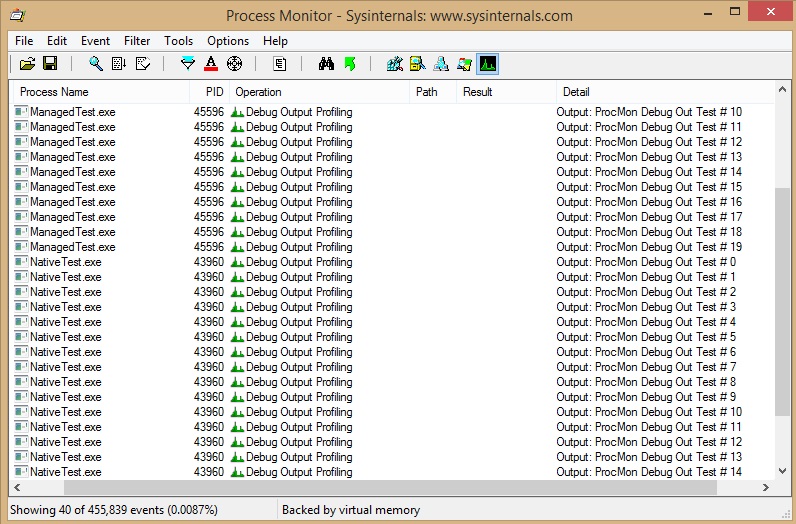 Process Monitor - Sysinternals: www.sysinternals.com
File Edit Event Filter Tools Options Help
Process Name PID Operation Path Result Detail
ManagedTest.exe 45596 Debug Output Profiling Output: ProcMon Debug Out Test # 10
ManagedTest.exe 45596 Debug Output Profiling Output: ProcMon Debug Out Test # 11
ManagedTest.exe 45596 Debug Output Profiling Output: ProcMon Debug Out Test # 12
ManagedTest.exe 45596 Debug Output Profiling Output: ProcMon Debug Out Test # 13
ManagedTest.exe 45596 Debug Output Profiling Output: ProcMon Debug Out Test # 14
ManagedTest.exe 45596 Debug Output Profiling Output: ProcMon Debug Out Test # 15
ManagedTest.exe 45596 Debug Output Profiling Output: ProcMon Debug Out Test # 16
ManagedTest.exe 45596 Debug Output Profiling Output: ProcMon Debug Out Test # 17
ManagedTest.exe 45596 Debug Output Profiling Output: ProcMon Debug Out Test # 18
ManagedTest.exe 45596 Debug Output Profiling Output: ProcMon Debug Out Test # 19
NativeTest.exe 43960 Debug Output Profiling Output: ProcMon Debug Out Test # 0
NativeTest.exe 43960 Debug Output Profiling Output: ProcMon Debug Out Test # 1
NativeTest.exe 43960 Debug Output Profiling Output: ProcMon Debug Out Test # 2
NativeTest.exe 43960 Debug Output Profiling Output: ProcMon Debug Out Test # 3
NativeTest.exe 43960 Debug Output Profiling Output: ProcMon Debug Out Test # 4
NativeTest.exe 43960 Debug Output Profiling Output: ProcMon Debug Out Test # 5
NativeTest.exe 43960 Debug Output Profiling Output: ProcMon Debug Out Test # 6
NativeTest.exe 43960 Debug Output Profiling Output: ProcMon Debug Out Test # 7
NativeTest.exe 43960 Debug Output Profiling Output: ProcMon Debug Out Test # 8
NativeTest.exe 43960 Debug Output Profiling Output: ProcMon Debug Out Test # 9
NativeTest.exe 43960 Debug Output Profiling Output: ProcMon Debug Out Test # 10
NativeTest.exe 43960 Debug Output Profiling Output: ProcMon Debug Out Test # 11
NativeTest.exe 43960 Debug Output Profiling Output: ProcMon Debug Out Test # 12
NativeTest.exe 43960 Debug Output Profiling Output: ProcMon Debug Out Test # 13
NativeTest.exe 43960 Debug Output Profiling Output: ProcMon Debug Out Test # 14
Showing 40 of 455,839 events (0.0087%) Backed by virtual memory